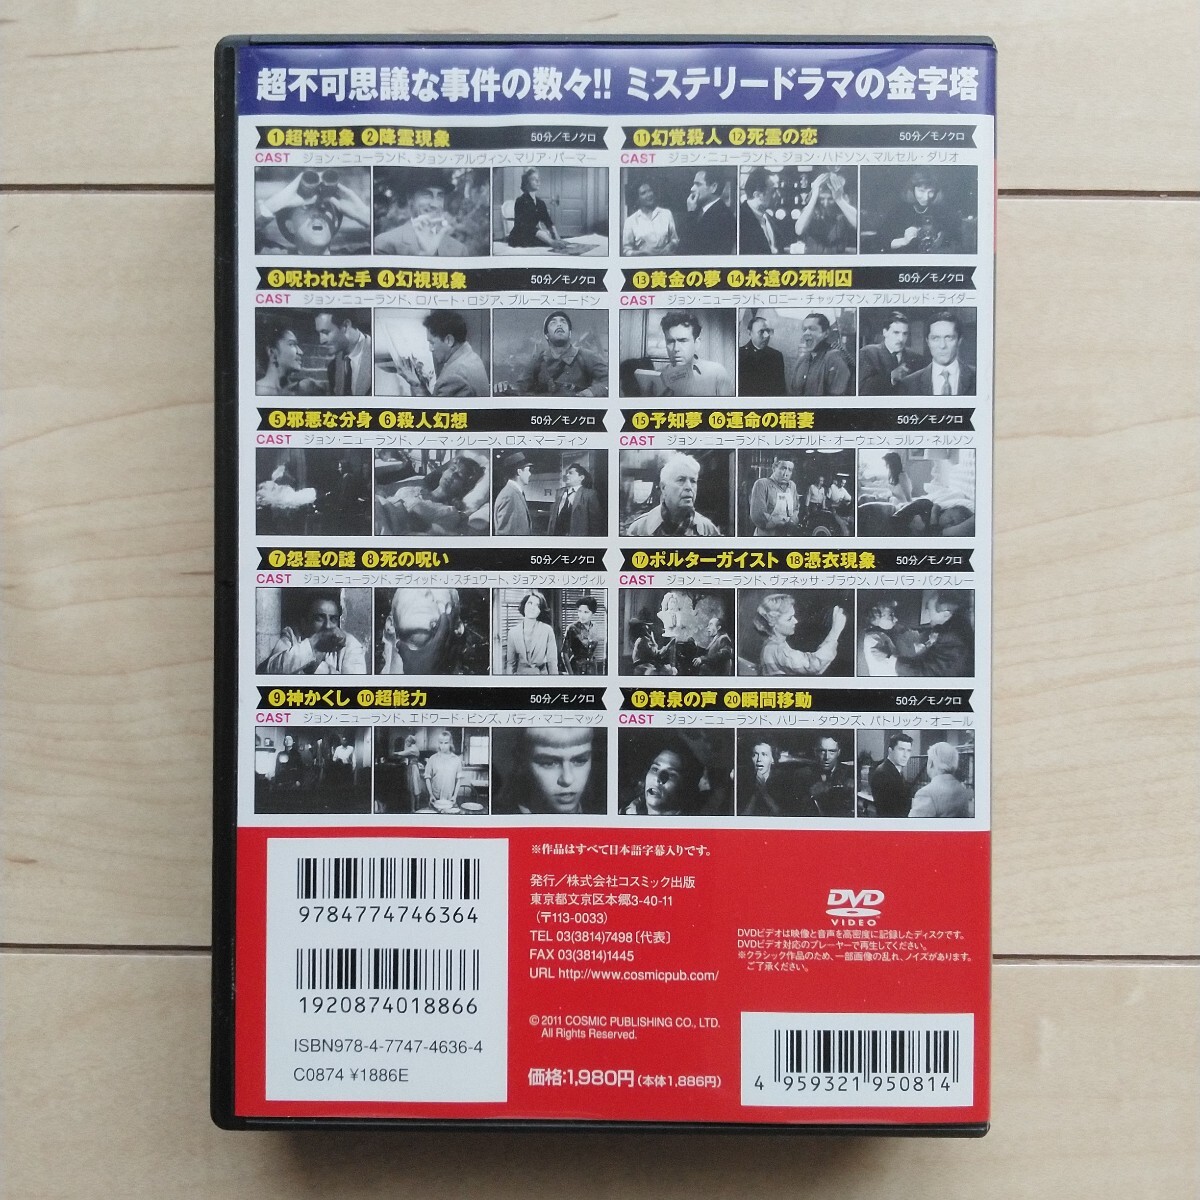 超不可思議な事件の数々!! ミステリードラマの金字塔
①超常現象 ②降霊現象 50分/モノクロ
CAST ジョン・ニューランド、ジョン・アルヴィン、マリア・パーマー
③呪われた手 ④幻視現象 50分/モノクロ
CAST ジョン・ニューランド、ロバート・ロジア、ブルース・ゴードン
⑤邪悪な分身 ⑥殺人幻想 50分/モノクロ
CAST ジョン・ニューランド、ノーマ・クレーン、ロス・マーティン
⑦怨霊の謎 ⑧死の呪い 50分/モノクロ
CAST ジョン・ニューランド、デヴィッド・J・スチュワート、ジョアンヌ・リンヴィル
⑨神かくし ⑩超能力 50分/モノクロ
CAST ジョン・ニューランド、エドワード・ビンズ、パティ・マコーマック
⑪幻覚殺人 ⑫死霊の恋 50分/モノクロ
CAST ジョン・ニューランド、ジョン・ハドソン、マルセル・ダリオ
⑬黄金の夢 ⑭永遠の死刑囚 50分/モノクロ
CAST ジョン・ニューランド、ロニー・チャップマン、アルフレッド・ライダー
⑮予知夢 ⑯運命の稲妻 50分/モノクロ
CAST ジョン・ニューランド、レジナルド・オーウェン、ラルフ・ネルソン
⑰ポルターガイスト ⑱憑衣現象 50分/モノクロ
CAST ジョン・ニューランド、ヴァネッサ・ブラウン、バーバラ・バクスレー
⑲黄泉の声 ⑳瞬間移動 50分/モノクロ
CAST ジョン・ニューランド、ハリー・タウンズ、パトリック・オニール
9784774746364
1920874018866
ISBN978-4-7747-4636-4
C0874 ¥1886E
※作品はすべて日本語字幕入りです。
発行/株式会社コスミック出版
東京都文京区本郷3-40-11
(〒113-0033)
TEL 03(3814)7498〔代表〕
FAX 03(3814)1445
URL http://www.cosmicpub.com/
© 2011 COSMIC PUBLISHING CO., LTD.
All Rights Reserved.
価格:1,980円(本体1,886円)
DVD
VIDEO
DVDビデオは映像と音声を高密度に記録したディスクです。
DVDビデオ対応のプレーヤーで再生してください。
※クラシック作品のため、一部画像の乱れ、ノイズがあります。
ご了承ください。
4 959321 950814